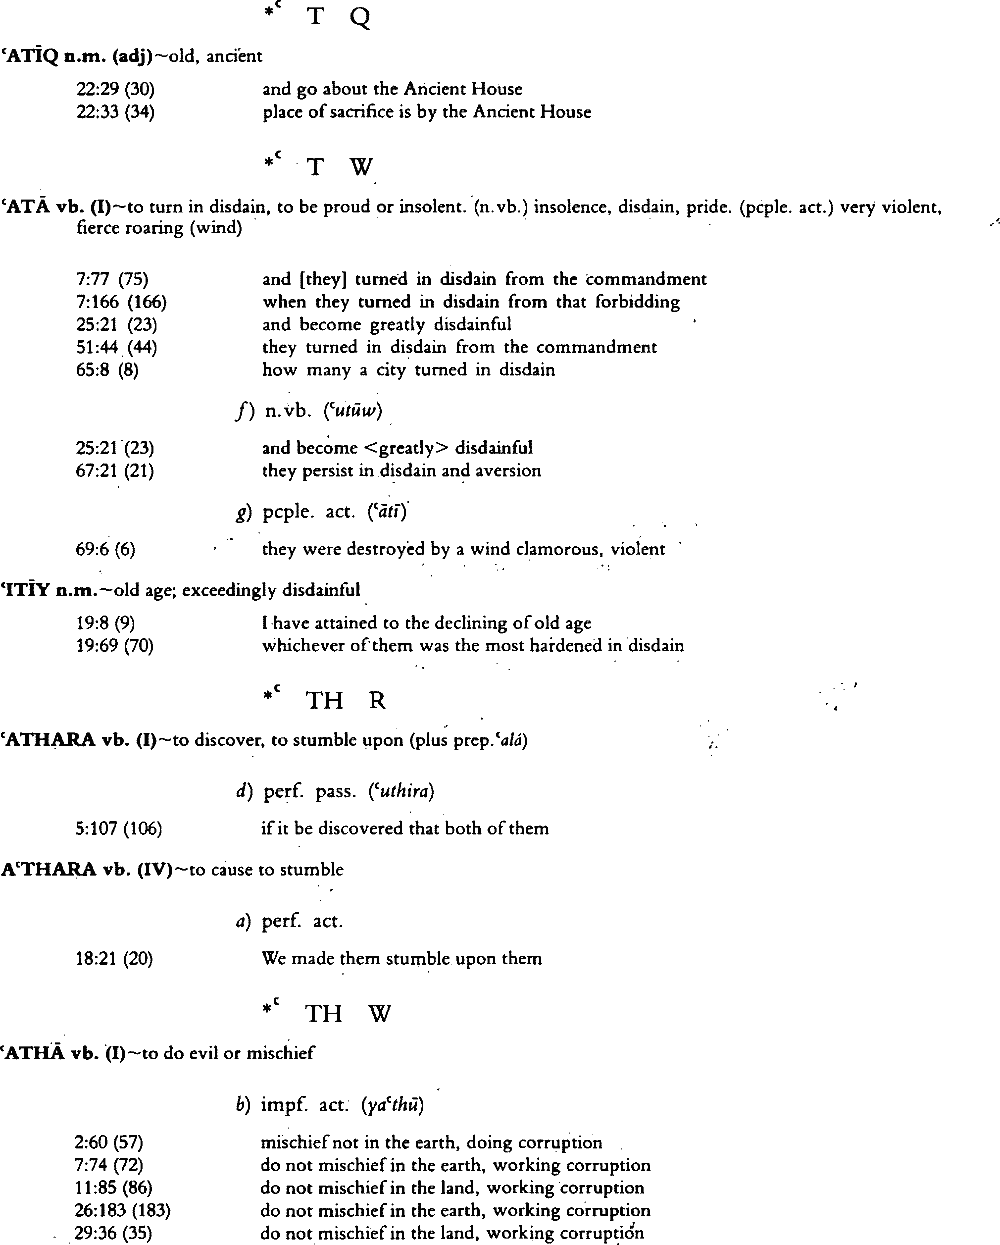 *ʿ T Q
ʿATĪQ n.m. (adj)~old, ancient
22:29 (30) and go about the Ancient House
22:33 (34) place of sacrifice is by the Ancient House
*ʿ T W
ʿATĀ vb. (I)~to turn in disdain, to be proud or insolent. (n.vb.) insolence, disdain, pride. (pcple. act.) very violent,
fierce roaring (wind)
7:77 (75) and [they] turned in disdain from the commandment
7:166 (166) when they turned in disdain from that forbidding
25:21 (23) and become greatly disdainful
51:44 (44) they turned in disdain from the commandment
65:8 (8) how many a city turned in disdain
f) n.vb. (ʿutūw)
25:21 (23) and become <greatly> disdainful
67:21 (21) they persist in disdain and aversion
g) pcple. act. (ʿātī)
69:6 (6) they were destroyed by a wind clamorous, violent
ʿITĪY n.m.~old age; exceedingly disdainful
19:8 (9) I have attained to the declining of old age
19:69 (70) whichever of them was the most hardened in disdain
*ʿ TH R
ʿATHARA vb. (I)~to discover, to stumble upon (plus prep. ʿalá)
d) perf. pass. (ʿuthira)
5:107 (106) if it be discovered that both of them
AʿTHARA vb. (IV)~to cause to stumble
a) perf. act.
18:21 (20) We made them stumble upon them
*ʿ TH W
ʿATHĀ vb. (I)~to do evil or mischief
b) impf. act. (yaʿthū)
2:60 (57) mischief not in the earth, doing corruption
7:74 (72) do not mischief in the earth, working corruption
11:85 (86) do not mischief in the land, working corruption
26:183 (183) do not mischief in the earth, working corruption
29:36 (35) do not mischief in the land, working corruption